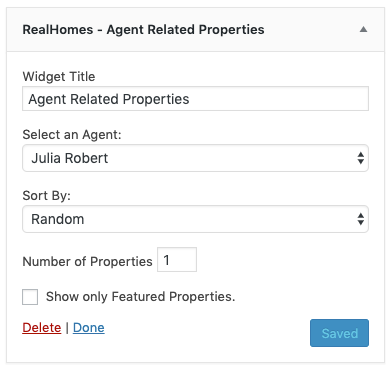 RealHomes - Agent Related Properties
Widget Title
Agent Related Properties
Select an Agent:
Julia Robert
Sort By:
Random
Number of Properties 1
Show only Featured Properties.
Delete | Done
Saved